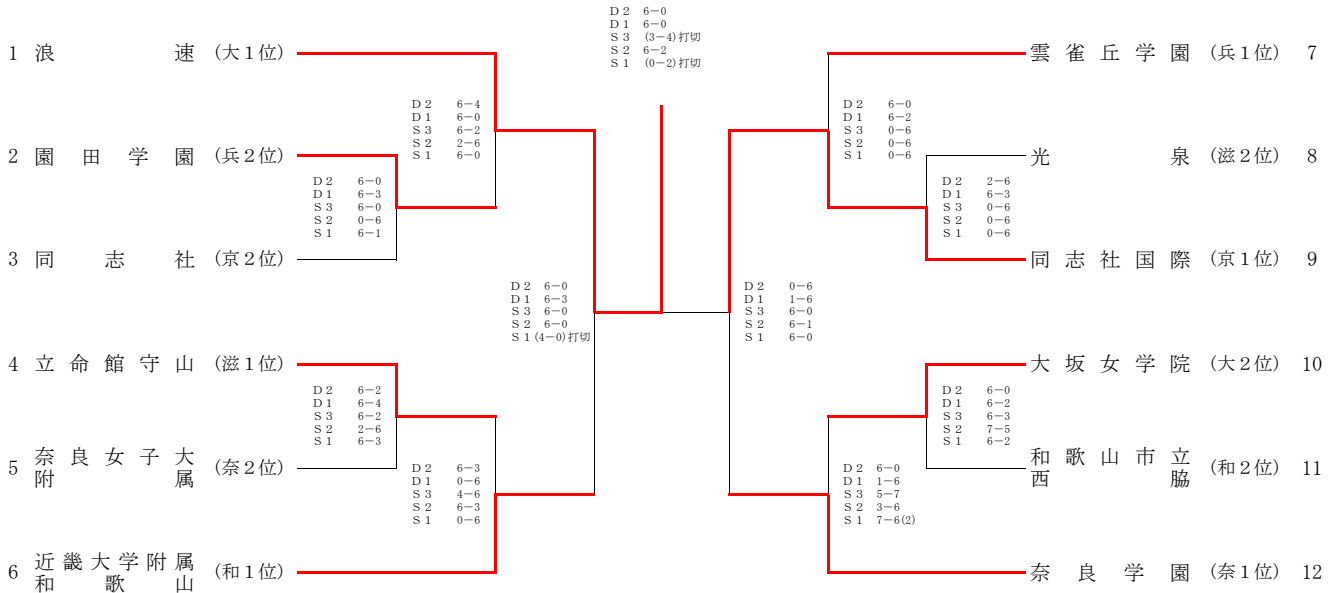 D2 6-0
D1 6-0
S3 (3-4)打切
S2 6-2
S1 (0-2)打切
1 浪速 (大1位)
D2 6-4
D1 6-0
S3 6-2
S2 2-6
S1 6-0
2 園田学園 (兵2位)
D2 6-0
D1 6-3
S3 6-0
S2 0-6
S1 6-1
3 同志社 (京2位)
D2 6-0
D1 6-3
S3 6-0
S2 6-0
S1 (4-0)打切
4 立命館守山 (滋1位)
D2 6-2
D1 6-4
S3 6-2
S2 2-6
S1 6-3
5 奈良女子大
附属 (奈2位)
D2 6-3
D1 0-6
S3 4-6
S2 6-3
S1 0-6
6 近畿大学附属
和歌山 (和1位)
雲雀丘学園 (兵1位) 7
D2 6-0
D1 6-2
S3 0-6
S2 0-6
S1 0-6
光泉 (滋2位) 8
D2 2-6
D1 6-3
S3 0-6
S2 0-6
S1 0-6
同志社国際 (京1位) 9
D2 0-6
D1 1-6
S3 6-0
S2 6-1
S1 6-0
大坂女学院 (大2位) 10
D2 6-0
D1 6-2
S3 6-3
S2 7-5
S1 6-2
和歌山市立
西脇 (和2位) 11
D2 6-0
D1 1-6
S3 5-7
S2 3-6
S1 7-6(2)
奈良学園 (奈1位) 12